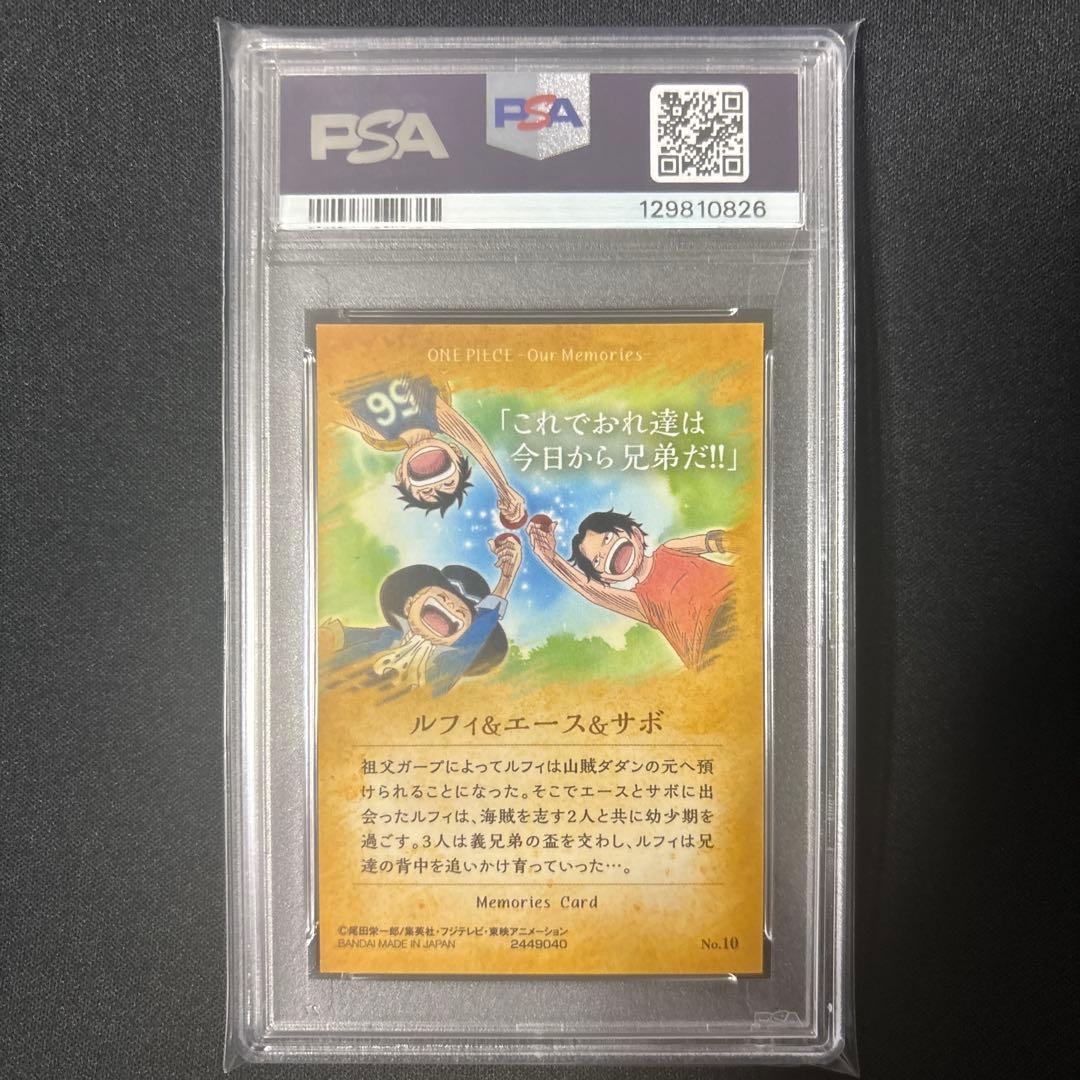 PSA
PSA
129810826
ONE PIECE -Our Memories-
56
「これでおれ達は
今日から兄弟だ!!」
ルフィ&エース&サボ
祖父ガープによってルフィは山賊ダダンの元へ預
けられることになった。そこでエースとサボに出
会ったルフィは、海賊を志す2人と共に幼少期を
過ごす。3人は義兄弟の盃を交わし、ルフィは兄
達の背中を追いかけ育っていった…。
Memories Card
©尾田栄一郎/集英社・フジテレビ・東映アニメーション
BANDAI MADE IN JAPAN 2449040
No.10
PSA